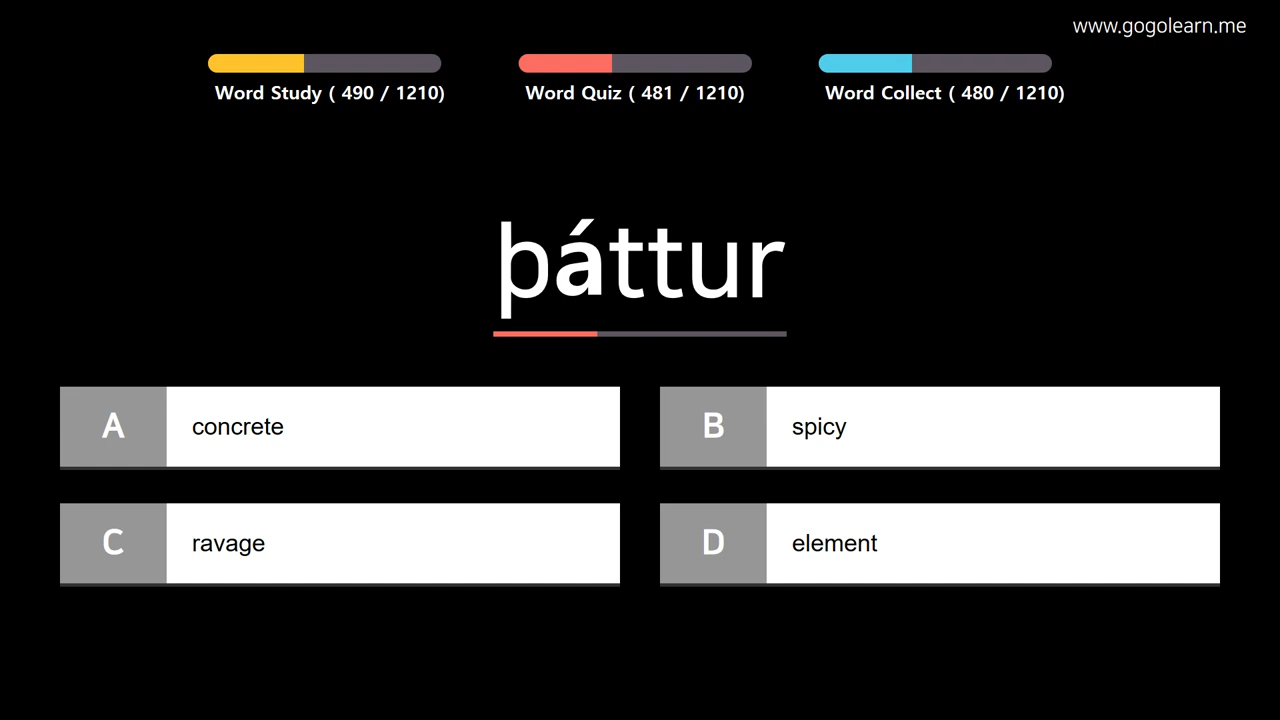 www.gogolearn.me
Word Study ( 490 / 1210)
Word Quiz ( 481 / 1210)
Word Collect ( 480 / 1210)
þáttur
A concrete
B spicy
C ravage
D element